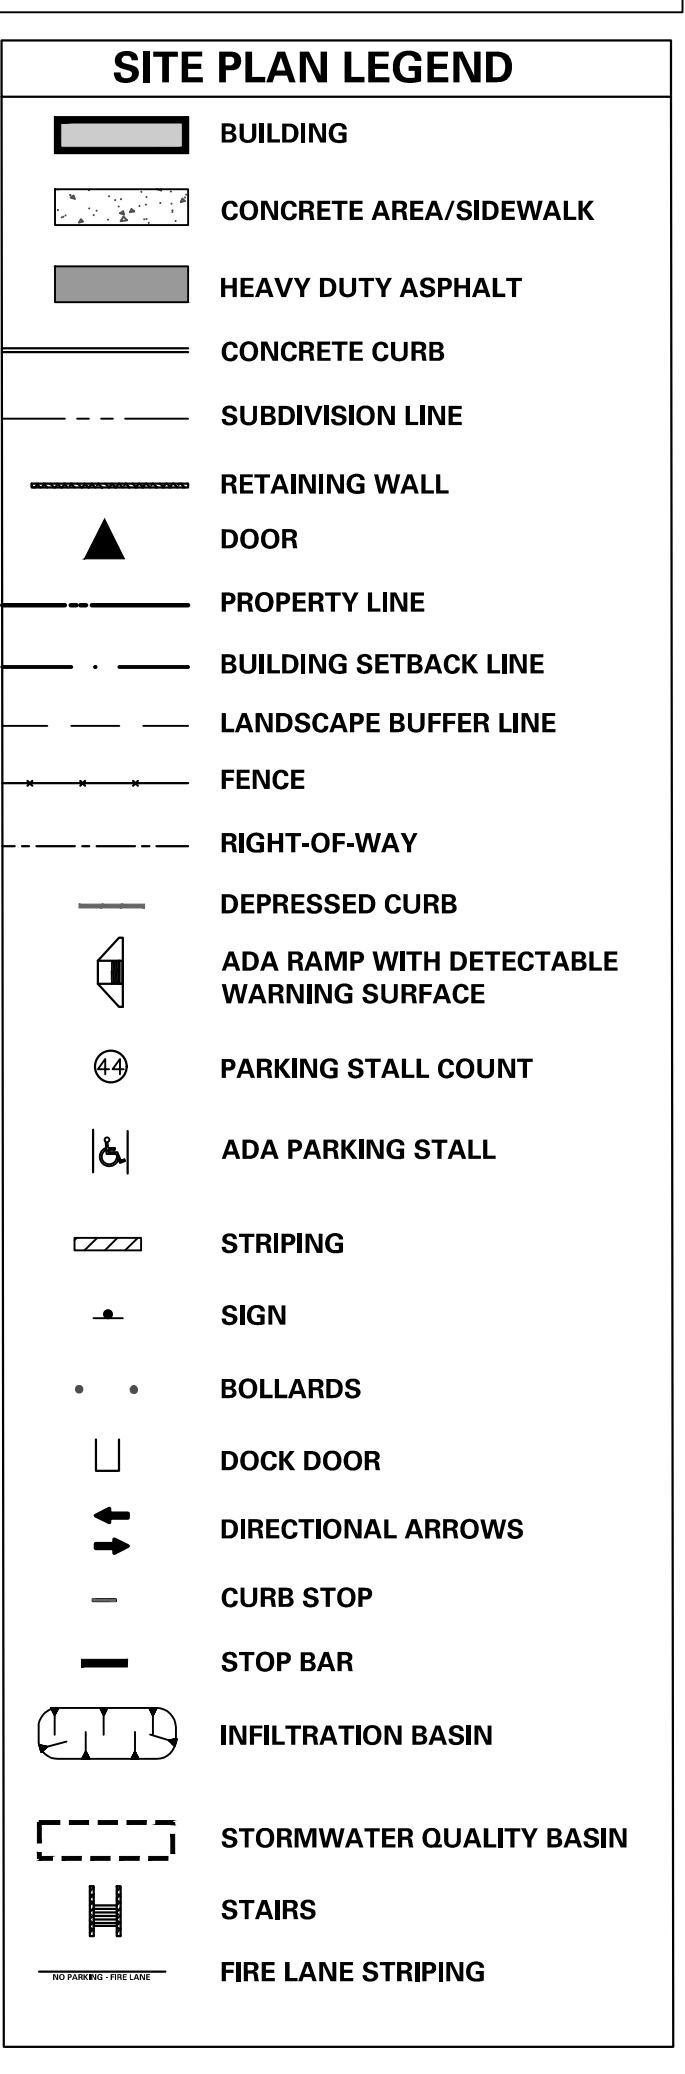 SITE PLAN LEGEND
BUILDING
CONCRETE AREA/SIDEWALK
HEAVY DUTY ASPHALT
CONCRETE CURB
SUBDIVISION LINE
RETAINING WALL
DOOR
PROPERTY LINE
BUILDING SETBACK LINE
LANDSCAPE BUFFER LINE
FENCE
RIGHT-OF-WAY
DEPRESSED CURB
ADA RAMP WITH DETECTABLE
WARNING SURFACE
44 PARKING STALL COUNT
ADA PARKING STALL
STRIPING
SIGN
BOLLARDS
DOCK DOOR
DIRECTIONAL ARROWS
CURB STOP
STOP BAR
INFILTRATION BASIN
STORMWATER QUALITY BASIN
STAIRS
NO PARKING - FIRE LANE FIRE LANE STRIPING